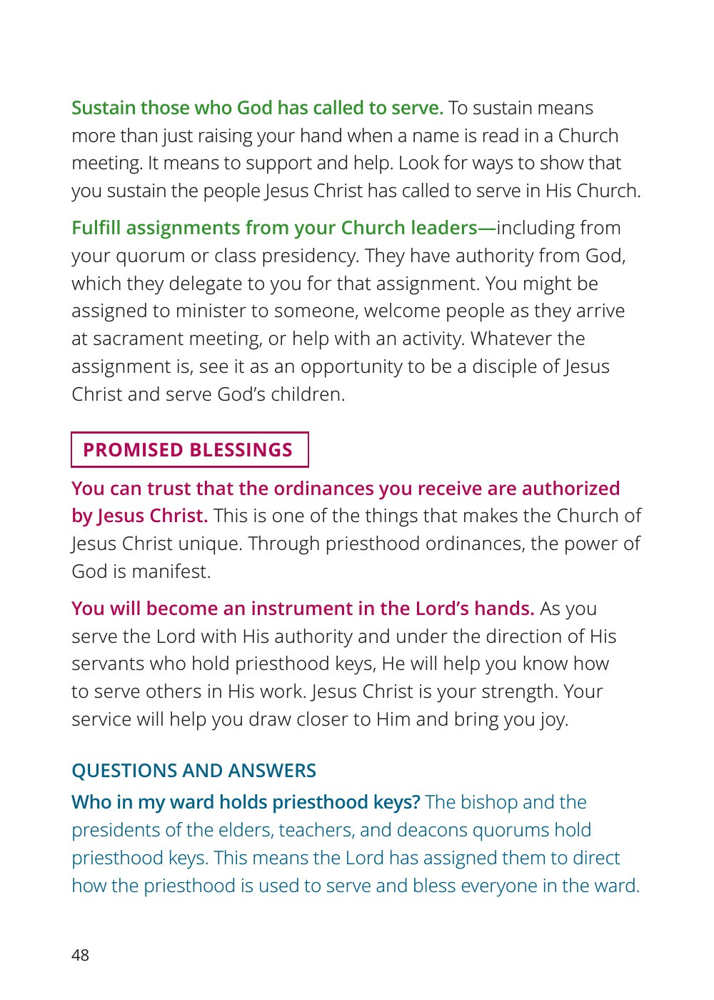 Sustain those who God has called to serve. To sustain means
more than just raising your hand when a name is read in a Church
meeting. It means to support and help. Look for ways to show that
you sustain the people Jesus Christ has called to serve in His Church.
Fulfill assignments from your Church leaders—including from
your quorum or class presidency. They have authority from God,
which they delegate to you for that assignment. You might be
assigned to minister to someone, welcome people as they arrive
at sacrament meeting, or help with an activity. Whatever the
assignment is, see it as an opportunity to be a disciple of Jesus
Christ and serve God’s children.
PROMISED BLESSINGS
You can trust that the ordinances you receive are authorized
by Jesus Christ. This is one of the things that makes the Church of
Jesus Christ unique. Through priesthood ordinances, the power of
God is manifest.
You will become an instrument in the Lord’s hands. As you
serve the Lord with His authority and under the direction of His
servants who hold priesthood keys, He will help you know how
to serve others in His work. Jesus Christ is your strength. Your
service will help you draw closer to Him and bring you joy.
QUESTIONS AND ANSWERS
Who in my ward holds priesthood keys? The bishop and the
presidents of the elders, teachers, and deacons quorums hold
priesthood keys. This means the Lord has assigned them to direct
how the priesthood is used to serve and bless everyone in the ward.
48